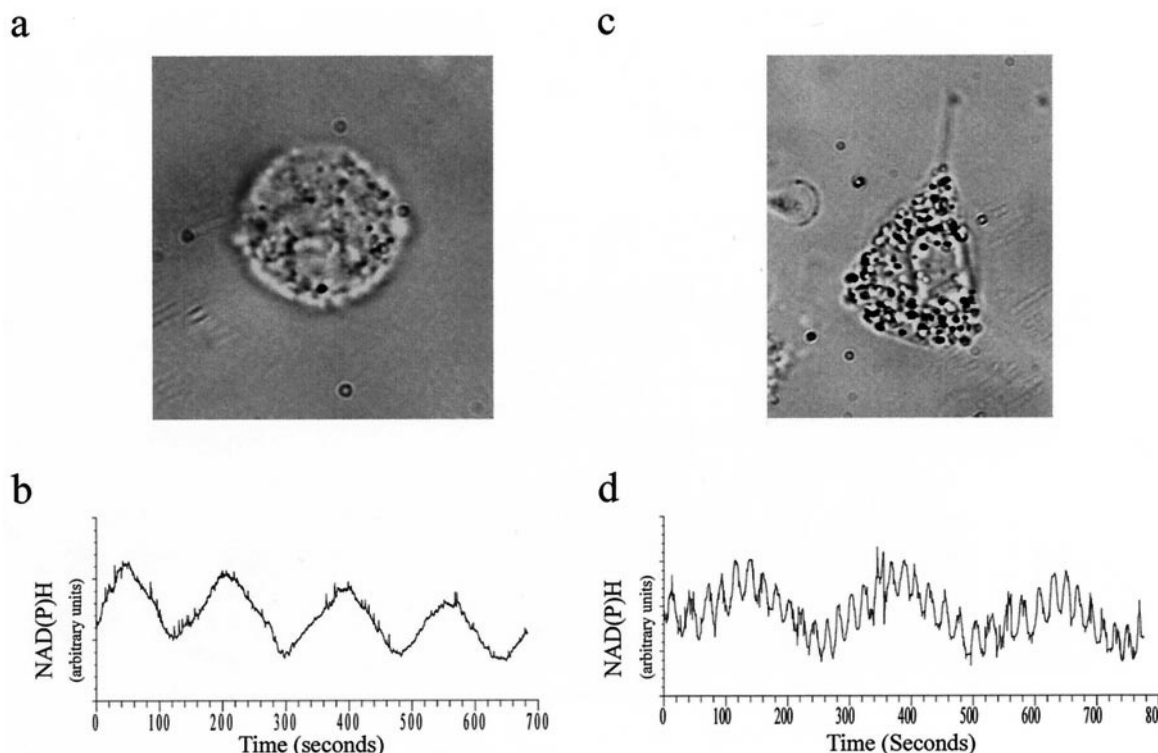 a
c
b
NAD(P)H
(arbitrary units)
0 100 200 300 400 500 600 700
Time (seconds)
d
NAD(P)H
(arbitrary units)
0 100 200 300 400 500 600 700 80
Time (Seconds)